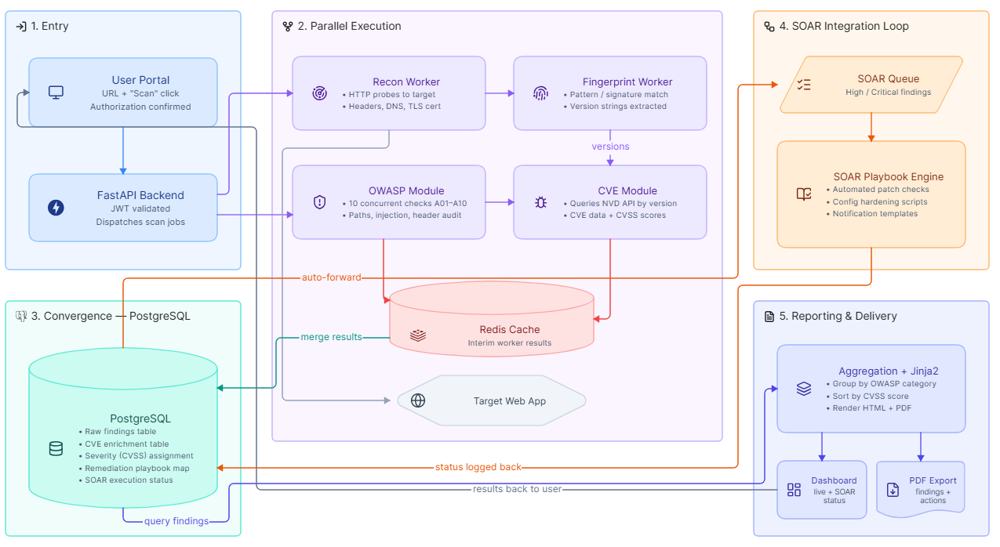 1. Entry
User Portal
URL + "Scan" click
Authorization confirmed
FastAPI Backend
JWT validated
Dispatches scan jobs
2. Parallel Execution
Recon Worker
• HTTP probes to target
• Headers, DNS, TLS cert
Fingerprint Worker
• Pattern / signature match
• Version strings extracted
versions
OWASP Module
• 10 concurrent checks A01–A10
• Paths, injection, header audit
CVE Module
• Queries NVD API by version
• CVE data + CVSS scores
auto-forward
Redis Cache
Interim worker results
merge results
Target Web App
3. Convergence — PostgreSQL
PostgreSQL
• Raw findings table
• CVE enrichment table
• Severity (CVSS) assignment
• Remediation playbook map
• SOAR execution status
4. SOAR Integration Loop
SOAR Queue
High / Critical findings
SOAR Playbook Engine
• Automated patch checks
• Config hardening scripts
• Notification templates
status logged back
results back to user
query findings
5. Reporting & Delivery
Aggregation + Jinja2
• Group by OWASP category
• Sort by CVSS score
• Render HTML + PDF
Dashboard
live + SOAR
status
PDF Export
findings +
actions